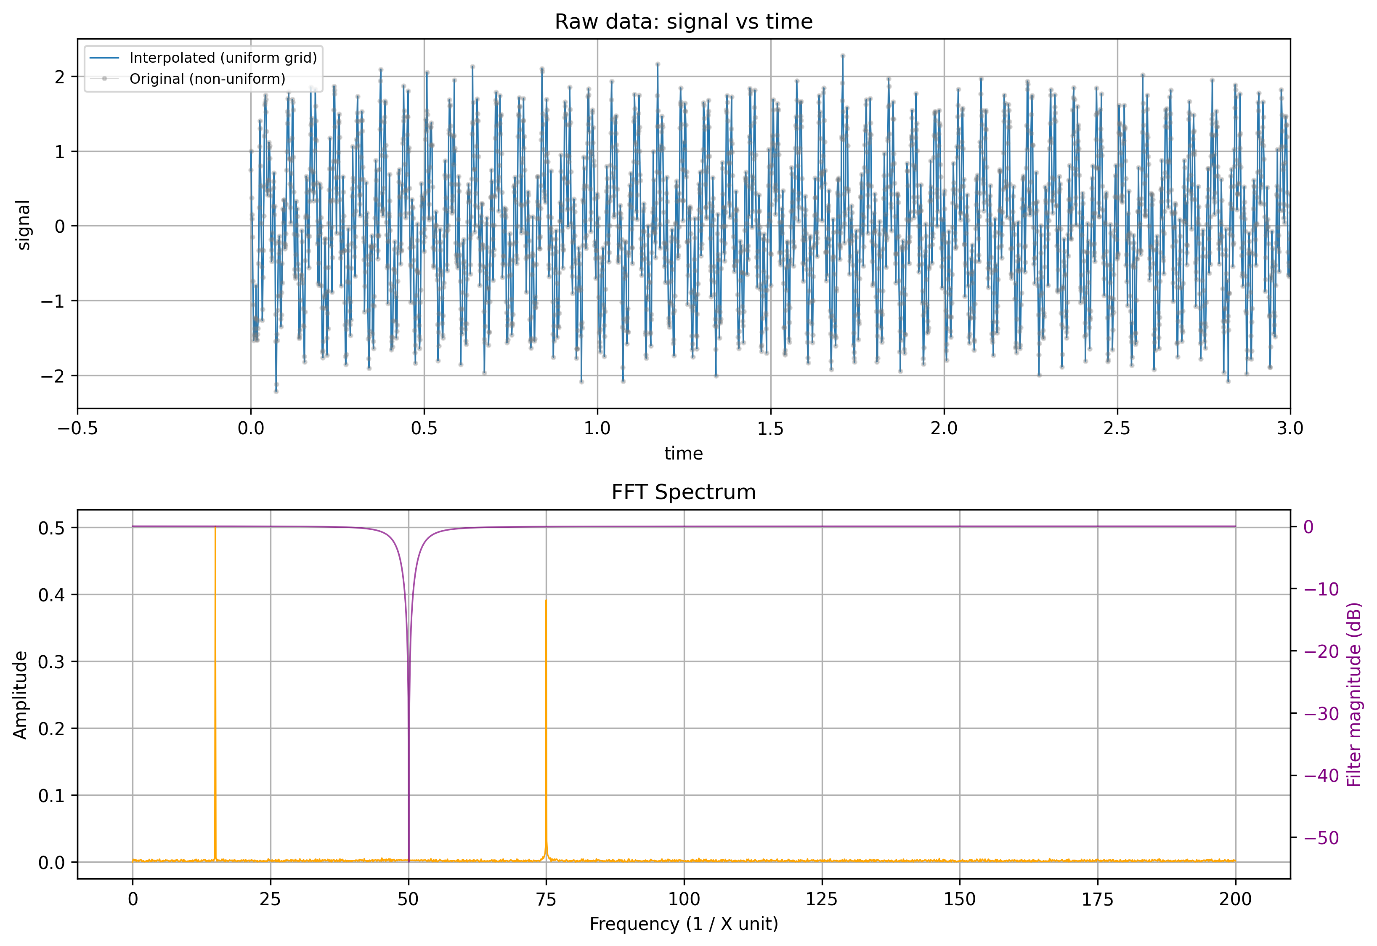 Raw data: signal vs time
Interpolated (uniform grid)
Original (non-uniform)
2
1
0
−1
−2
signal
−0.5 0.0 0.5 1.0 1.5 2.0 2.5 3.0
time
FFT Spectrum
0.5
0.4
0.3
0.2
0.1
0.0
Amplitude
0
−10
−20
−30
−40
−50
Filter magnitude (dB)
0 25 50 75 100 125 150 175 200
Frequency (1 / X unit)